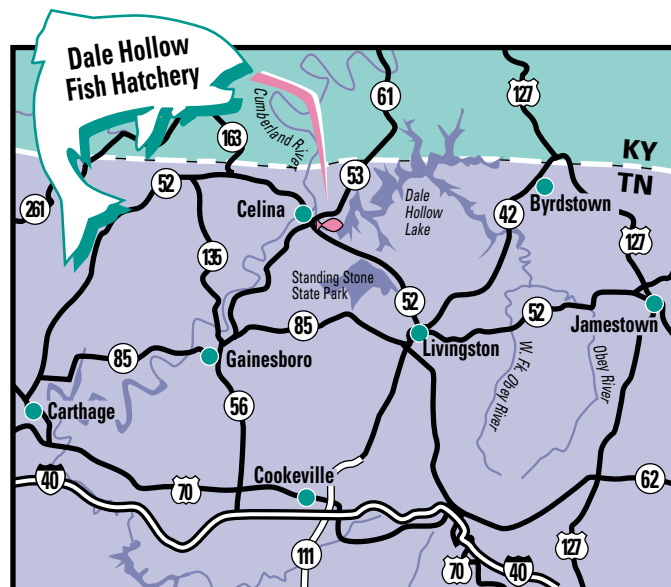 Dale Hollow
Fish Hatchery
127
61
163
Cumberland River
KY
TN
52
53
261
Celina
Dale
Hollow
Lake
42
Byrdstown
135
127
Standing Stone
State Park
52
52
85
Jamestown
85
Gainesboro
Livingston
W. Fk. Obey River
Obey River
Carthage
56
Cookeville
40
70
62
111
127
70
40